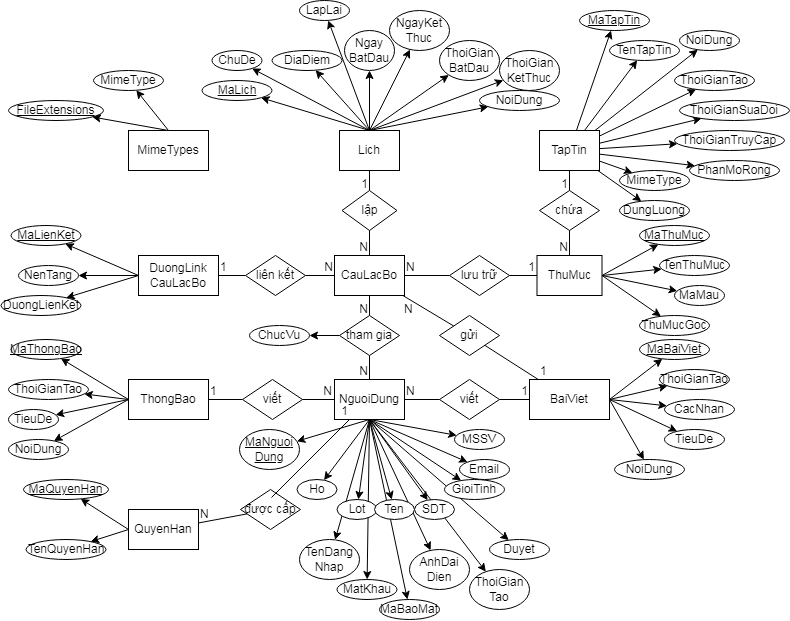 LapLai
NgayKet
Thuc
Ngay
BatDau
MaTapTin
TenTapTin
NoiDung
ChuDe
DiaDiem
ThoiGian
BatDau
ThoiGian
KetThuc
MimeType
MaLich
NoiDung
ThoiGianTao
FileExtensions
ThoiGianSuaDoi
MimeTypes
Lich
TapTin
ThoiGianTruyCap
PhanMoRong
MimeType
1
1
lập
chứa
DungLuong
N
N
MaLienKet
MaThuMuc
DuongLink
CauLacBo
1
liên kết
N
CauLacBo
N
lưu trữ
1
ThuMuc
TenThuMuc
NenTang
MaMau
DuongLienKet
N
N
ThuMucGoc
ChucVu
tham gia
gửi
MaThongBao
MaBaiViet
N
1
ThoiGianTao
ThoiGianTao
ThongBao
1
viết
N
NguoiDung
N
viết
1
BaiViet
1
CacNhan
TieuDe
TieuDe
NoiDung
MaNguoi
Dung
MSSV
NoiDung
Email
MaQuyenHan
Ho
GioiTinh
QuyenHan
N
được cấp
Lot
Ten
SDT
TenQuyenHan
TenDang
Nhap
AnhDai
Dien
Duyet
MatKhau
ThoiGian
Tao
MaBaoMat